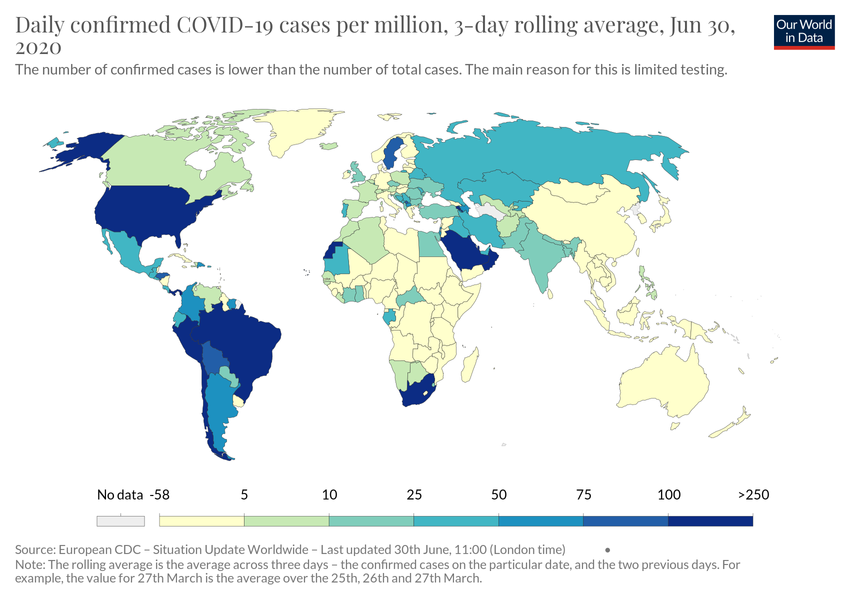 Daily confirmed COVID-19 cases per million, 3-day rolling average, Jun 30,
2020
Our World
in Data
The number of confirmed cases is lower than the number of total cases. The main reason for this is limited testing.
No data -58 5 10 25 50 75 100 >250
Source: European CDC – Situation Update Worldwide – Last updated 30th June, 11:00 (London time) •
Note: The rolling average is the average across three days – the confirmed cases on the particular date, and the two previous days. For
example, the value for 27th March is the average over the 25th, 26th and 27th March.